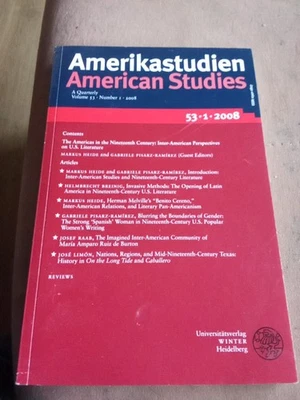 Amerikastudien
American Studies
A Quarterly
Volume 53 · Number 1 · 2008
53·1·2008
Contents
The Americas in the Nineteenth Century: Inter-American Perspectives
on U.S. Literature
MARKUS HEIDE and GABRIELE PISARZ-RAMÍREZ (Guest Editors)
Articles
★ MARKUS HEIDE and GABRIELE PISARZ-RAMÍREZ, Introduction:
Inter-American Studies and Nineteenth-Century Literature
★ HELMBRECHT BREINIG, Invasive Methods: The Opening of Latin
America in Nineteenth-Century U.S. Literature
★ MARKUS HEIDE, Herman Melville's "Benito Cereno,"
Inter-American Relations, and Literary Pan-Americanism
★ GABRIELE PISARZ-RAMÍREZ, Blurring the Boundaries of Gender:
The Strong 'Spanish' Woman in Nineteenth-Century U.S. Popular
Women's Writing
★ JOSEF RAAB, The Imagined Inter-American Community of
María Amparo Ruiz de Burton
★ JOSÉ LIMÓN, Nations, Regions, and Mid-Nineteenth-Century Texas:
History in On the Long Tide and Caballero
REVIEWS
Universitätsverlag
WINTER
Heidelberg